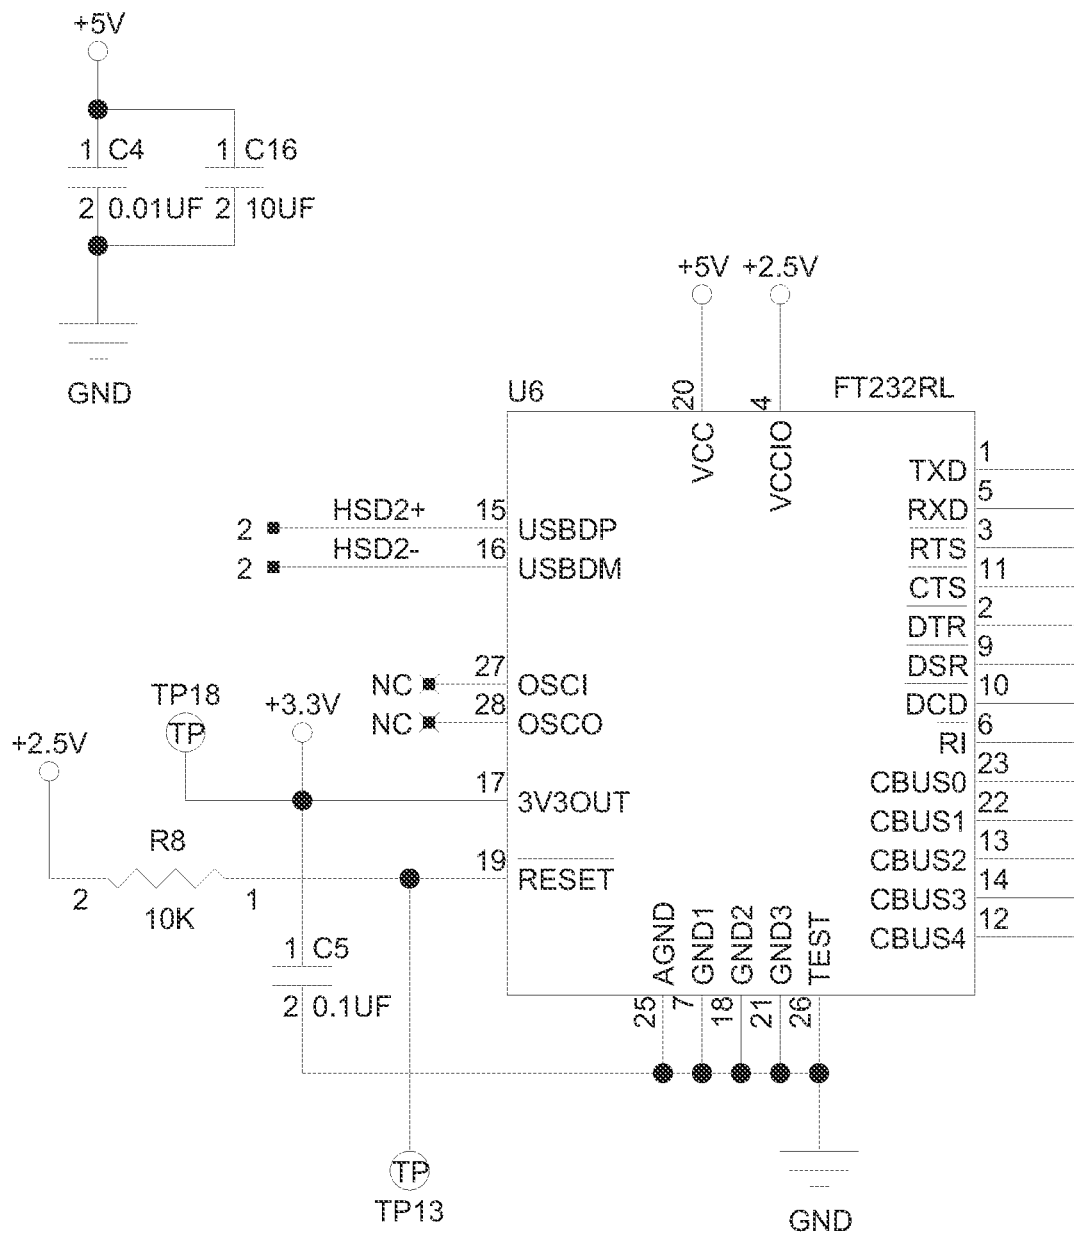 +5V
1 C4
1 C16
2 0.01UF
2 10UF
GND
+5V +2.5V
U6
20
4
FT232RL
VCC
VCCIO
TXD 1
RXD 5
RTS 3
CTS 11
DTR 2
DSR 9
DCD 10
RI 6
CBUS0 23
CBUS1 22
CBUS2 13
CBUS3 14
CBUS4 12
2 HSD2+ 15 USBDP
2 HSD2- 16 USBDM
NC 27 OSCI
NC 28 OSCO
TP18
TP
+3.3V
+2.5V
17 3V3OUT
R8
19 RESET
2 1
10K
1 C5
2 0.1UF
AGND
GND1
GND2
GND3
TEST
25
7
18
21
26
TP
TP13
GND